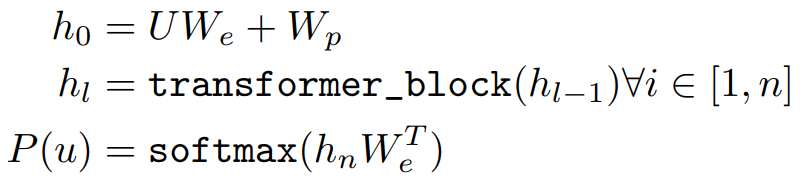 h_0 = UW_e + W_p
h_l = transformer_block(h_{l−1})∀i ∈ [1, n]
P(u) = softmax(h_n W_e^T)